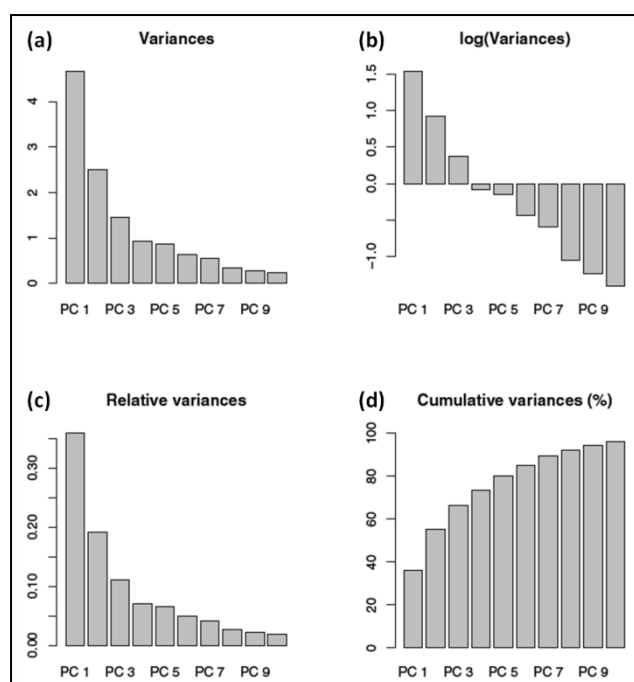 (a) Variances
4
3
2
1
0
PC 1 PC 3 PC 5 PC 7 PC 9
(b) log(Variances)
1.5
1.0
0.5
0.0
−1.0
PC 1 PC 3 PC 5 PC 7 PC 9
(c) Relative variances
0.30
0.20
0.10
0.00
PC 1 PC 3 PC 5 PC 7 PC 9
(d) Cumulative variances (%)
100
80
60
40
20
0
PC 1 PC 3 PC 5 PC 7 PC 9